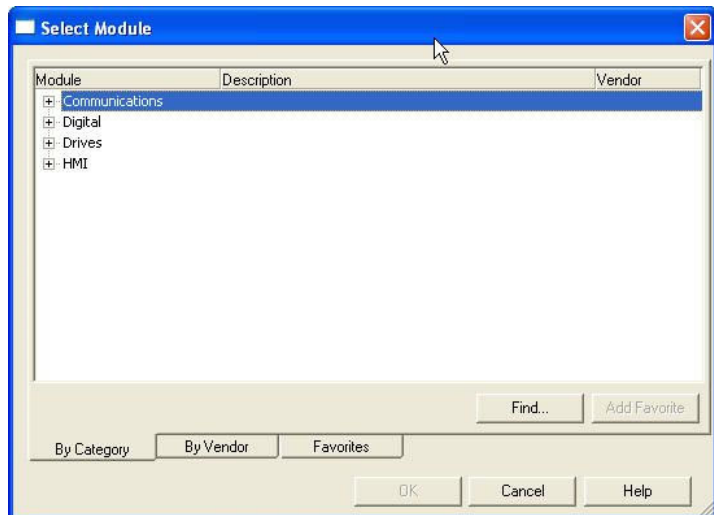 Select Module
Module Description Vendor
Communications
Digital
Drives
HMI
Find... Add Favorite
By Category By Vendor Favorites
OK Cancel Help